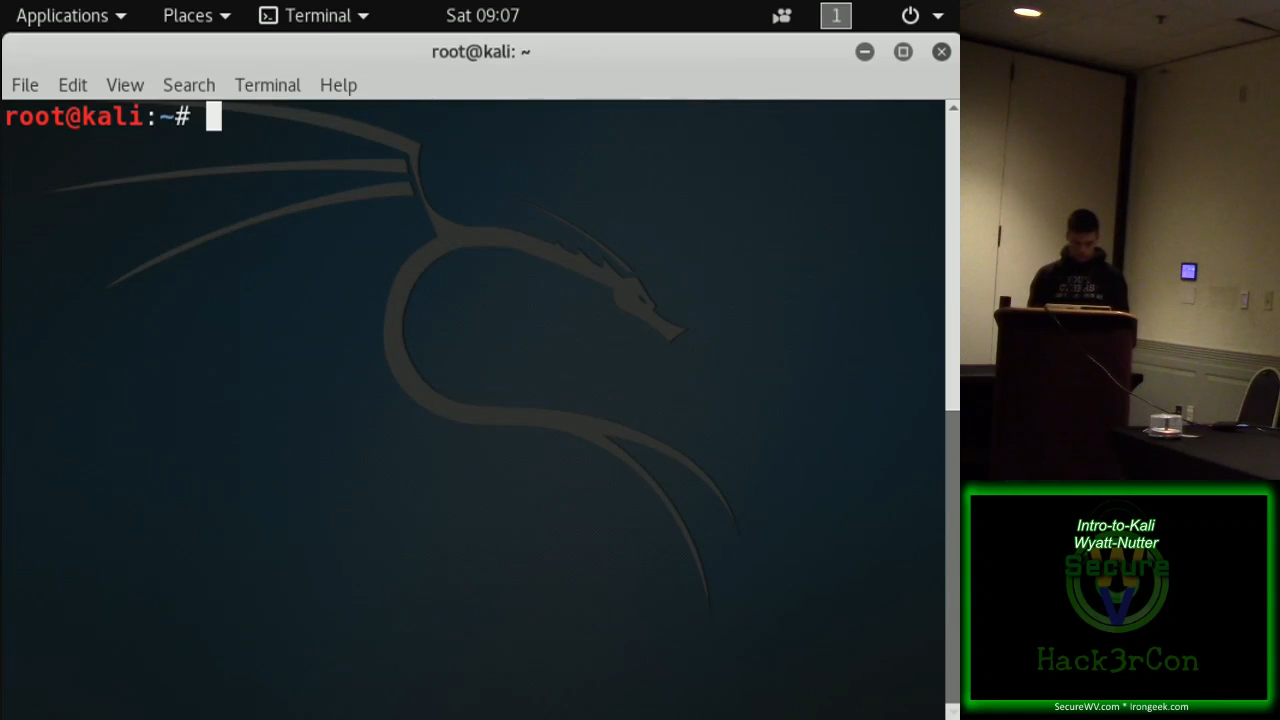 Applications Places Terminal Sat 09:07 1
root@kali: ~
File Edit View Search Terminal Help
root@kali:~#
Intro-to-Kali
Wyatt-Nutter
Secure
WV
Hack3rCon
SecureWV.com * Irongeek.com